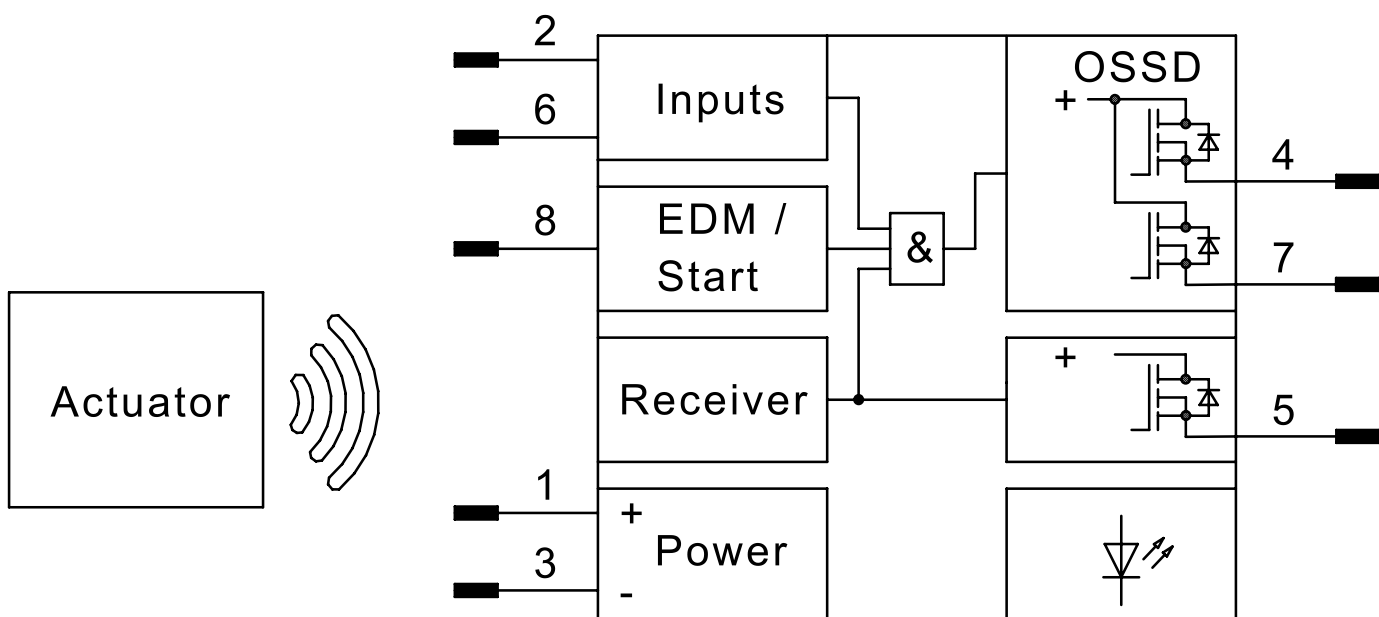 2
Inputs
6
OSSD
+
4
8
EDM /
Start
&
7
Actuator
Receiver
+
5
1
+
Power
3
-